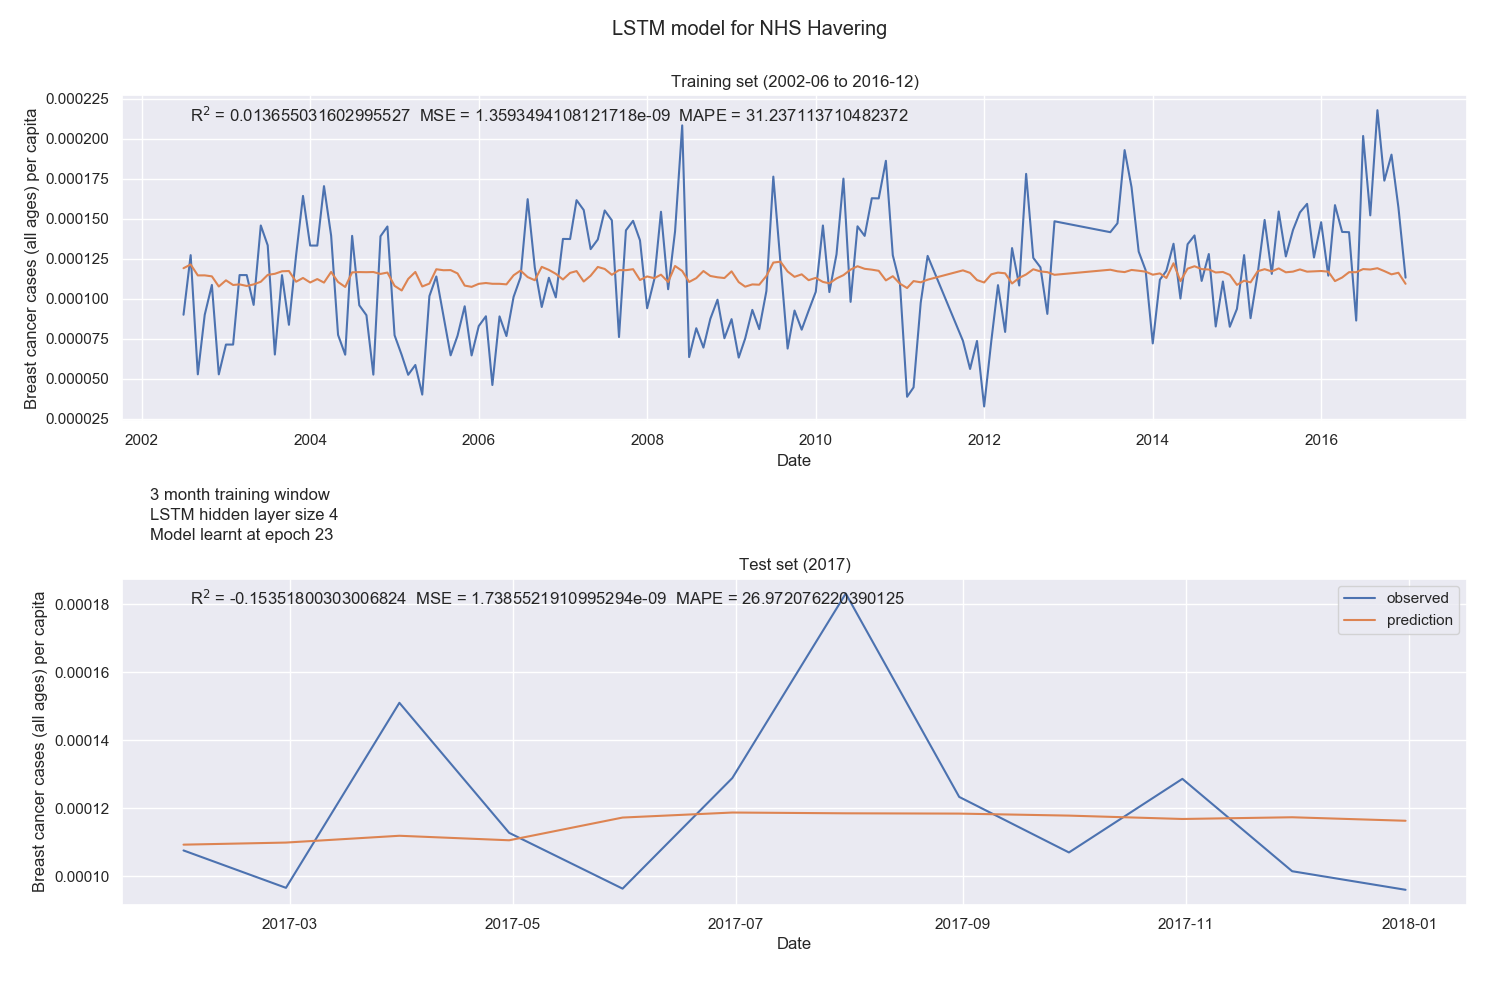 LSTM model for NHS Havering
Training set (2002-06 to 2016-12)
R² = 0.013655031602995527 MSE = 1.3593494108121718e-09 MAPE = 31.237113710482372
Breast cancer cases (all ages) per capita
0.000225
0.000200
0.000175
0.000150
0.000125
0.000100
0.000075
0.000050
0.000025
2002 2004 2006 2008 2010 2012 2014 2016
Date
3 month training window
LSTM hidden layer size 4
Model learnt at epoch 23
Test set (2017)
R² = -0.15351800303006824 MSE = 1.7385521910995294e-09 MAPE = 26.972076220390125
observed
prediction
Breast cancer cases (all ages) per capita
0.00018
0.00016
0.00014
0.00012
0.00010
2017-03 2017-05 2017-07 2017-09 2017-11 2018-01
Date